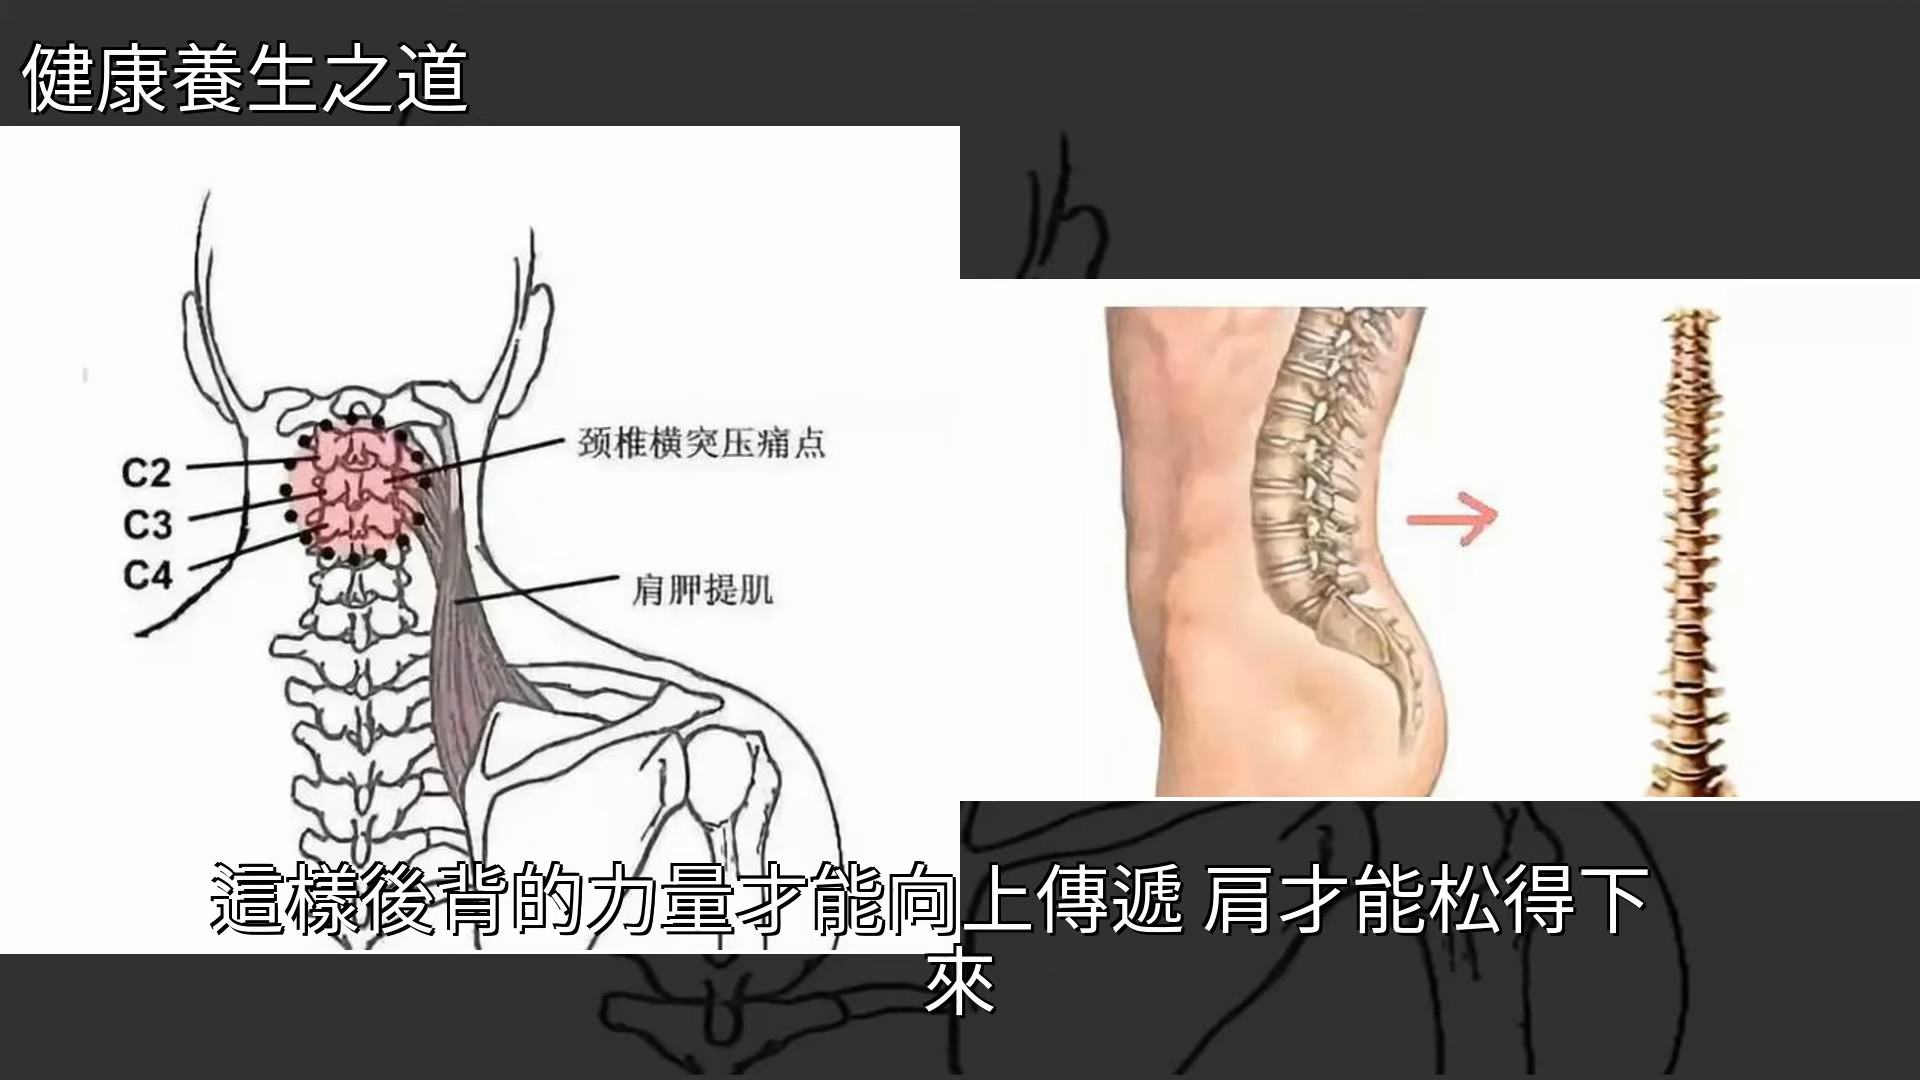 健康養生之道
颈椎横突压痛点
C2
C3
C4
肩胛提肌
這樣後背的力量才能向上傳遞 肩才能松得下
來